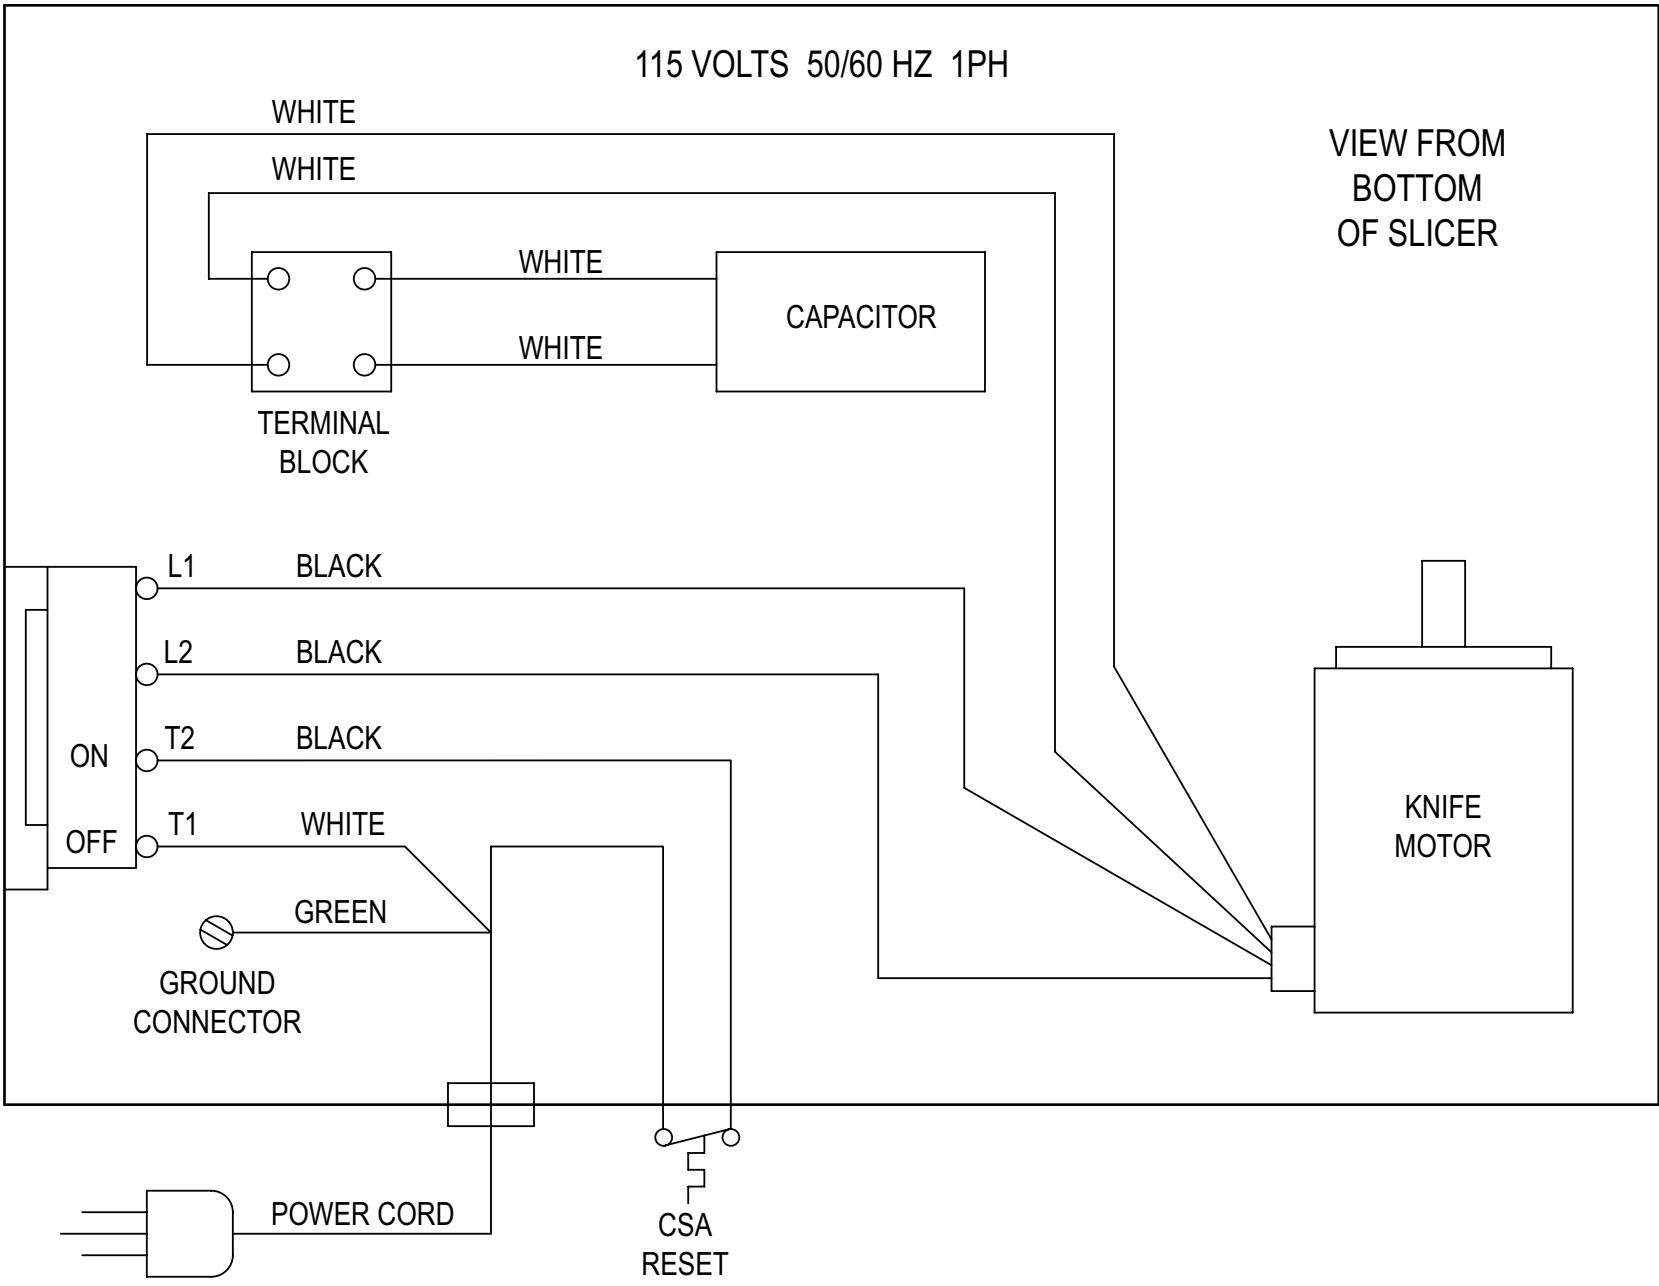 115 VOLTS 50/60 HZ 1PH
WHITE
VIEW FROM
BOTTOM
OF SLICER
WHITE
WHITE
CAPACITOR
WHITE
TERMINAL
BLOCK
L1
BLACK
L2
BLACK
T2
BLACK
ON
T1
WHITE
OFF
KNIFE
MOTOR
GREEN
GROUND
CONNECTOR
POWER CORD
CSA
RESET